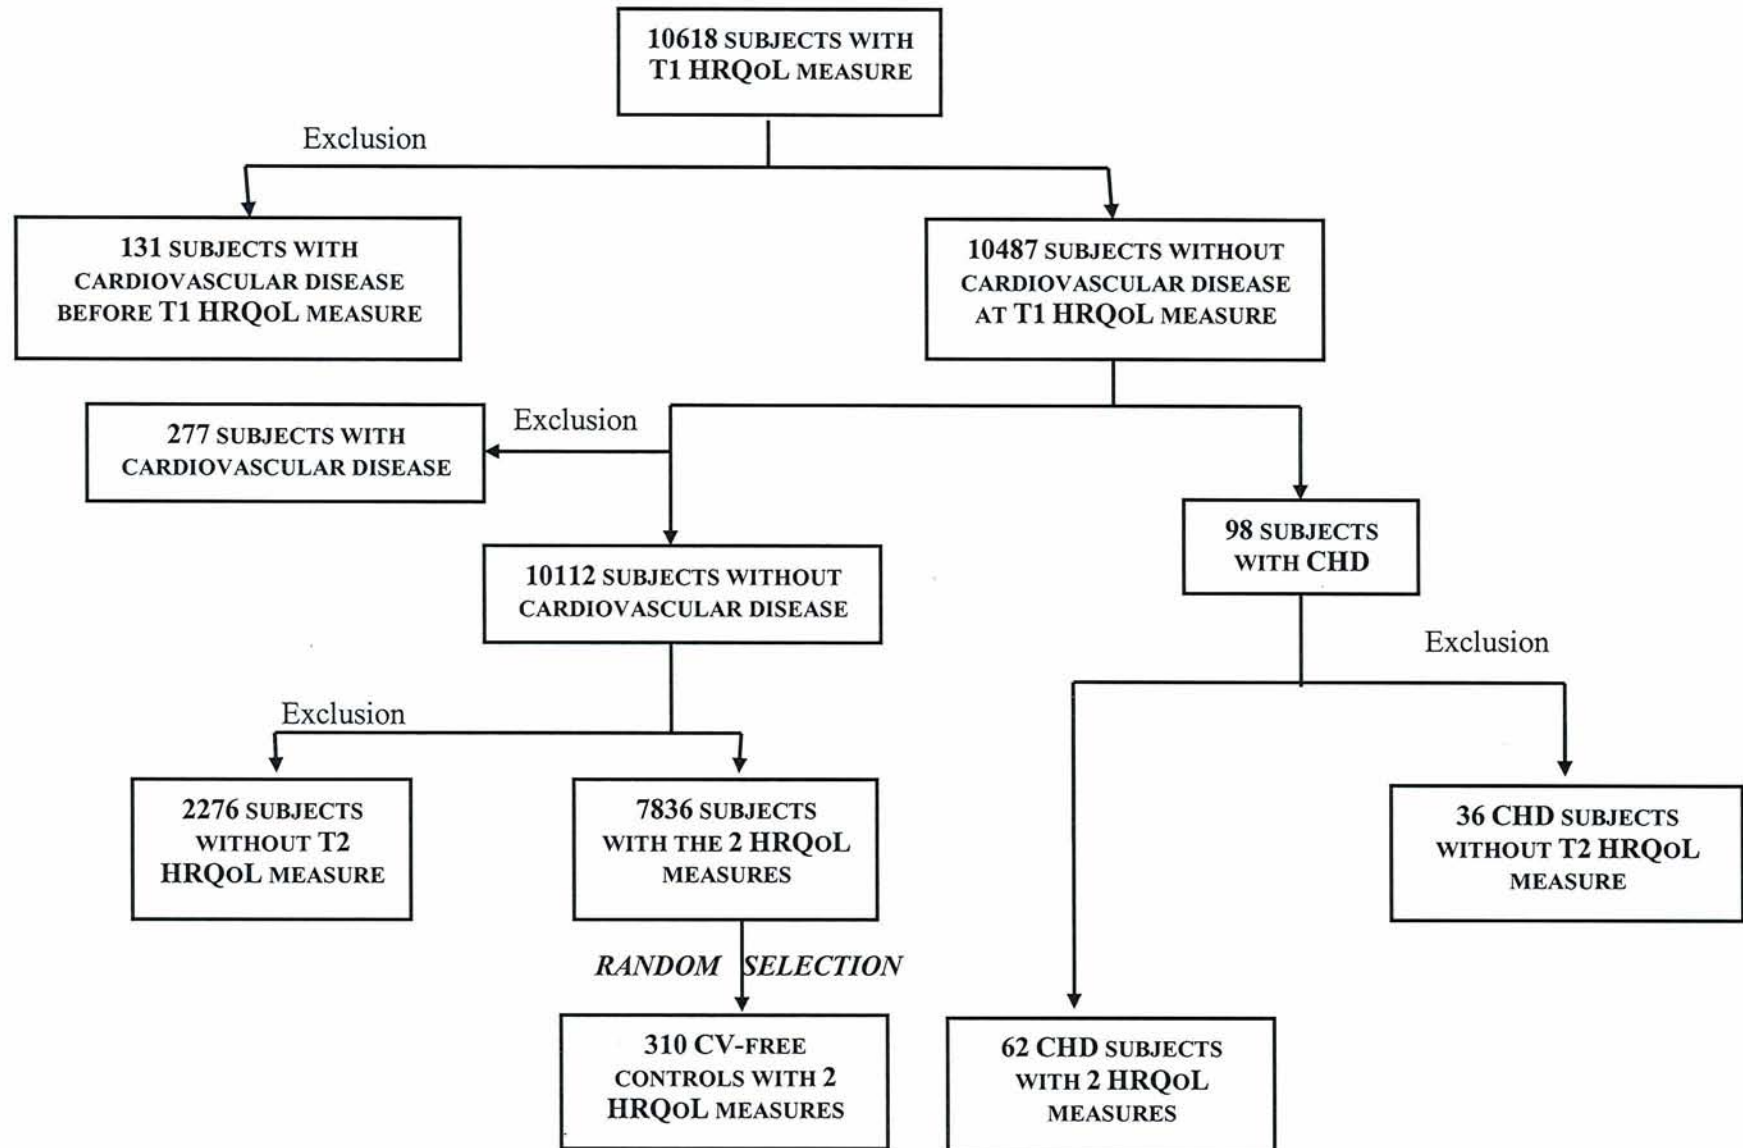 10618 SUBJECTS WITH
T1 HRQOL MEASURE
Exclusion
131 SUBJECTS WITH
CARDIOVASCULAR DISEASE
BEFORE T1 HRQOL MEASURE
10487 SUBJECTS WITHOUT
CARDIOVASCULAR DISEASE
AT T1 HRQOL MEASURE
277 SUBJECTS WITH
CARDIOVASCULAR DISEASE
Exclusion
98 SUBJECTS
WITH CHD
10112 SUBJECTS WITHOUT
CARDIOVASCULAR DISEASE
Exclusion
Exclusion
2276 SUBJECTS
WITHOUT T2
HRQOL MEASURE
7836 SUBJECTS
WITH THE 2 HRQOL
MEASURES
36 CHD SUBJECTS
WITHOUT T2 HRQOL
MEASURE
RANDOM SELECTION
310 CV-FREE
CONTROLS WITH 2
HRQOL MEASURES
62 CHD SUBJECTS
WITH 2 HRQOL
MEASURES